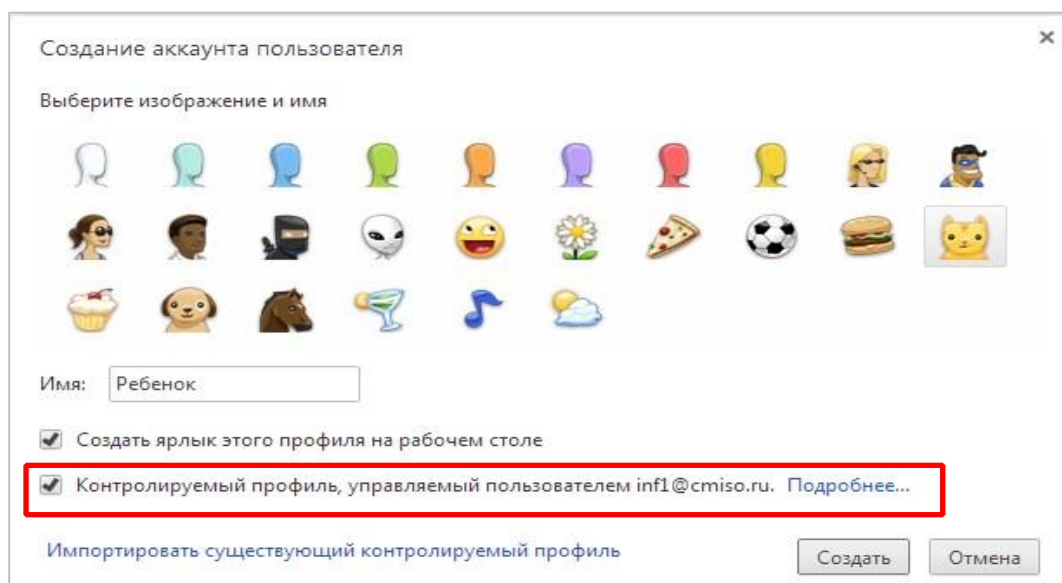 Создание аккаунта пользователя
Выберите изображение и имя
Имя: Ребенок
Создать ярлык этого профиля на рабочем столе
Контролируемый профиль, управляемый пользователем inf1@cmiso.ru. Подробнее...
Импортировать существующий контролируемый профиль Создать Отмена